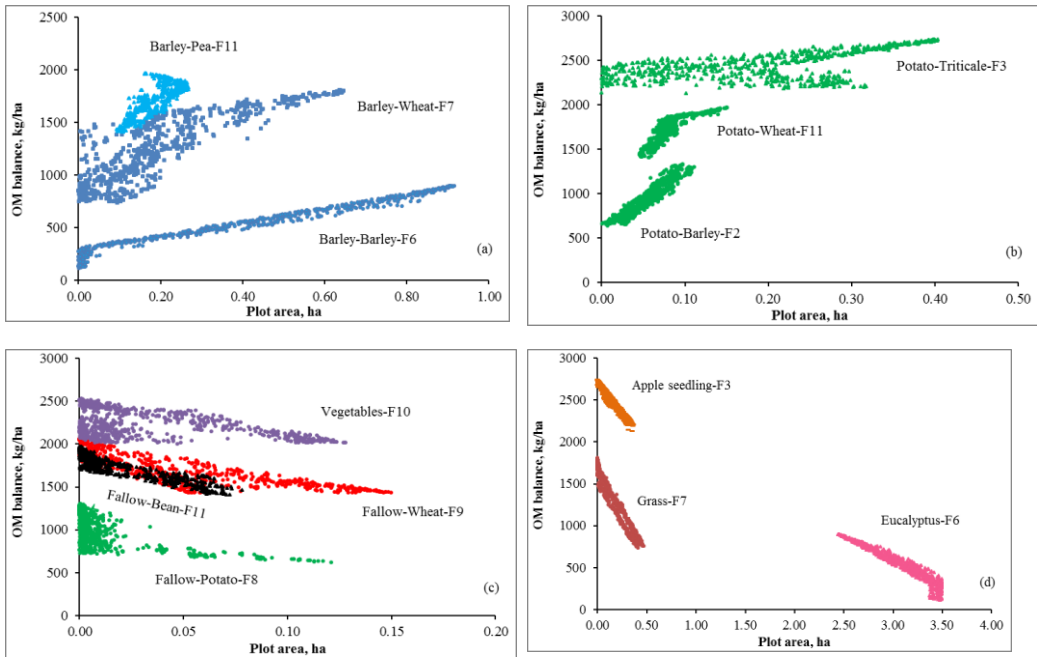 Barley-Pea-F11
Barley-Wheat-F7
Barley-Barley-F6
(a)
OM balance, kg/ha
2500
2000
1500
1000
500
0
0.00 0.20 0.40 0.60 0.80 1.00
Plot area, ha
Potato-Triticale-F3
Potato-Wheat-F11
Potato-Barley-F2
(b)
OM balance, kg/ha
3000
2500
2000
1500
1000
500
0
0.00 0.10 0.20 0.30 0.40 0.50
Plot area, ha
Vegetables-F10
Fallow-Bean-F11
Fallow-Wheat-F9
Fallow-Potato-F8
(c)
OM balance, kg/ha
3000
2500
2000
1500
1000
500
0
0.00 0.05 0.10 0.15 0.20
Plot area, ha
Apple seedling-F3
Grass-F7
Eucalyptus-F6
(d)
OM balance, kg/ha
3000
2500
2000
1500
1000
500
0
0.00 0.50 1.00 1.50 2.00 2.50 3.00 3.50 4.00
Plot area, ha